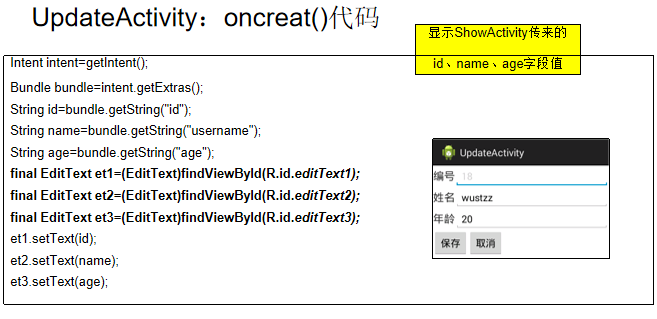 UpdateActivity：oncreat()代码
显示ShowActivity传来的
id、name、age字段值
Intent intent=getIntent();
Bundle bundle=intent.getExtras();
String id=bundle.getString("id");
String name=bundle.getString("username");
String age=bundle.getString("age");
final EditText et1=(EditText)findViewById(R.id.editText1);
final EditText et2=(EditText)findViewById(R.id.editText2);
final EditText et3=(EditText)findViewById(R.id.editText3);
et1.setText(id);
et2.setText(name);
et3.setText(age);
UpdateActivity
编号 18
姓名 wustzz
年龄 20
保存 取消